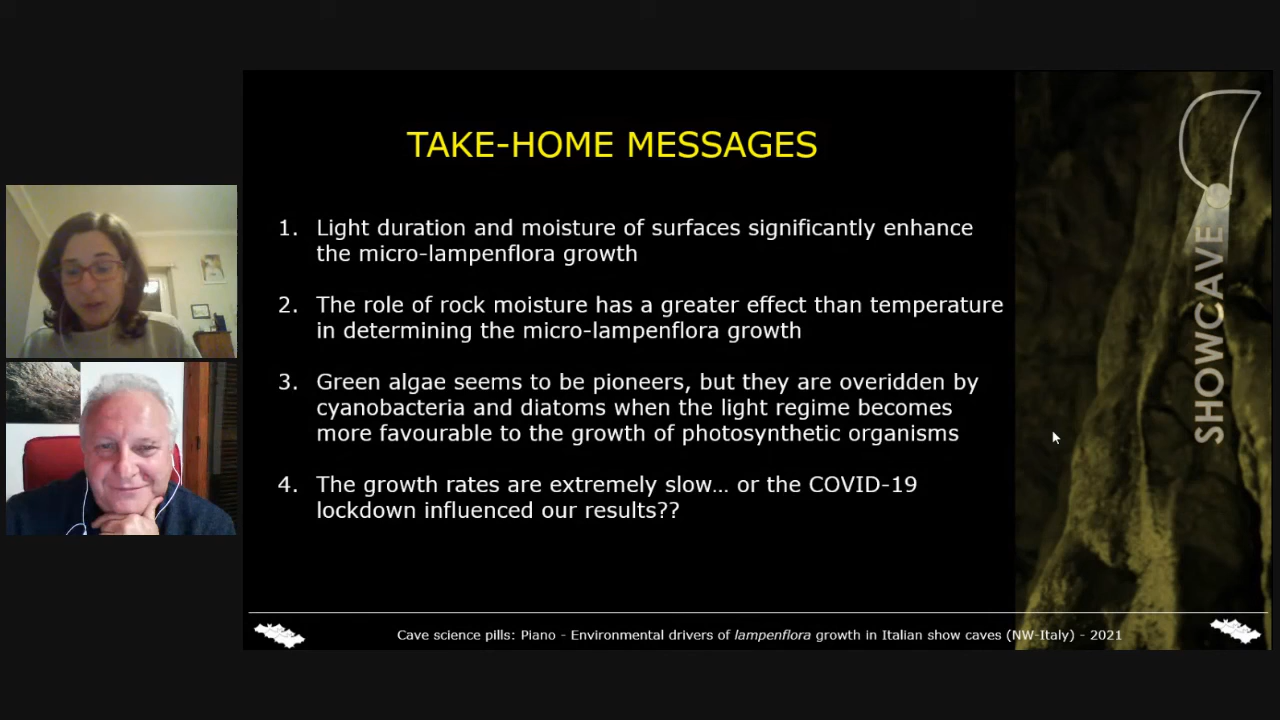 TAKE-HOME MESSAGES
1. Light duration and moisture of surfaces significantly enhance
the micro-lampenflora growth
2. The role of rock moisture has a greater effect than temperature
in determining the micro-lampenflora growth
3. Green algae seems to be pioneers, but they are overidden by
cyanobacteria and diatoms when the light regime becomes
more favourable to the growth of photosynthetic organisms
4. The growth rates are extremely slow... or the COVID-19
lockdown influenced our results??
SHOWCAVE
Cave science pills: Piano - Environmental drivers of lampenflora growth in Italian show caves (NW-Italy) - 2021